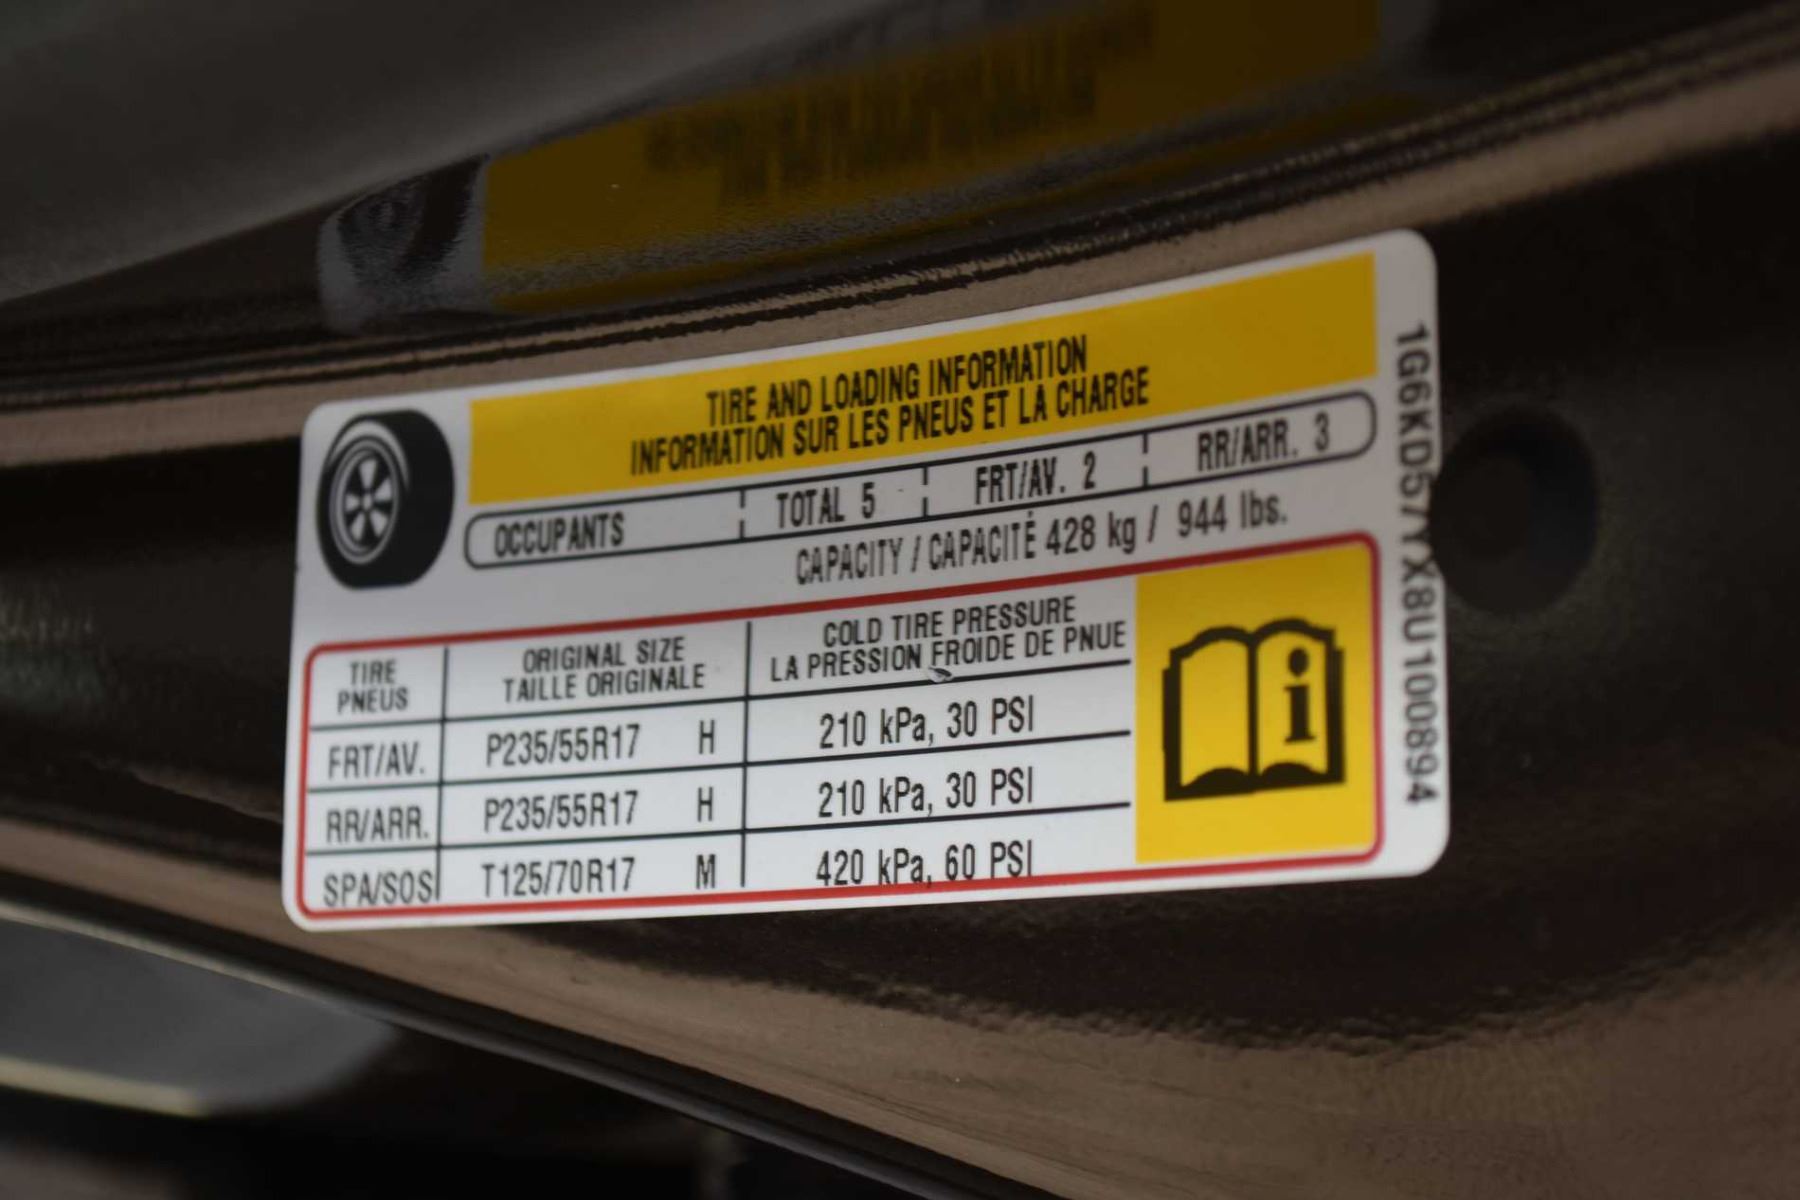 TIRE AND LOADING INFORMATION
INFORMATION SUR LES PNEUS ET LA CHARGE
OCCUPANTS TOTAL 5 FRT/AV. 2 RR/ARR. 3
CAPACITY / CAPACITÉ 428 kg / 944 lbs.
TIRE
PNEUS
ORIGINAL SIZE
TAILLE ORIGINALE
COLD TIRE PRESSURE
LA PRESSION FROIDE DE PNUE
FRT/AV. P235/55R17 H 210 kPa, 30 PSI
RR/ARR. P235/55R17 H 210 kPa, 30 PSI
SPA/SOS T125/70R17 M 420 kPa, 60 PSI
i
1G6KD57YX8U100894